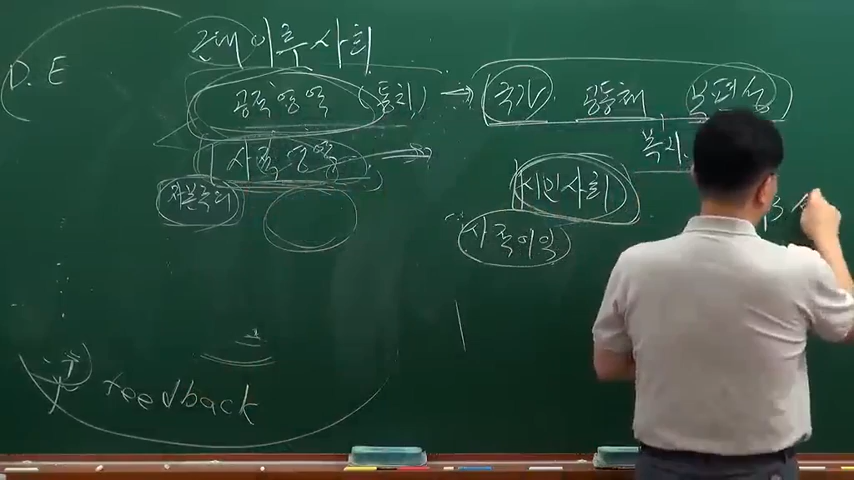 근대 이후 사회
D. E
공적영역 (통치) → 국가 공동체 보편성
사적영역 → 복리
자본주의 시민사회
사적이익
feedback